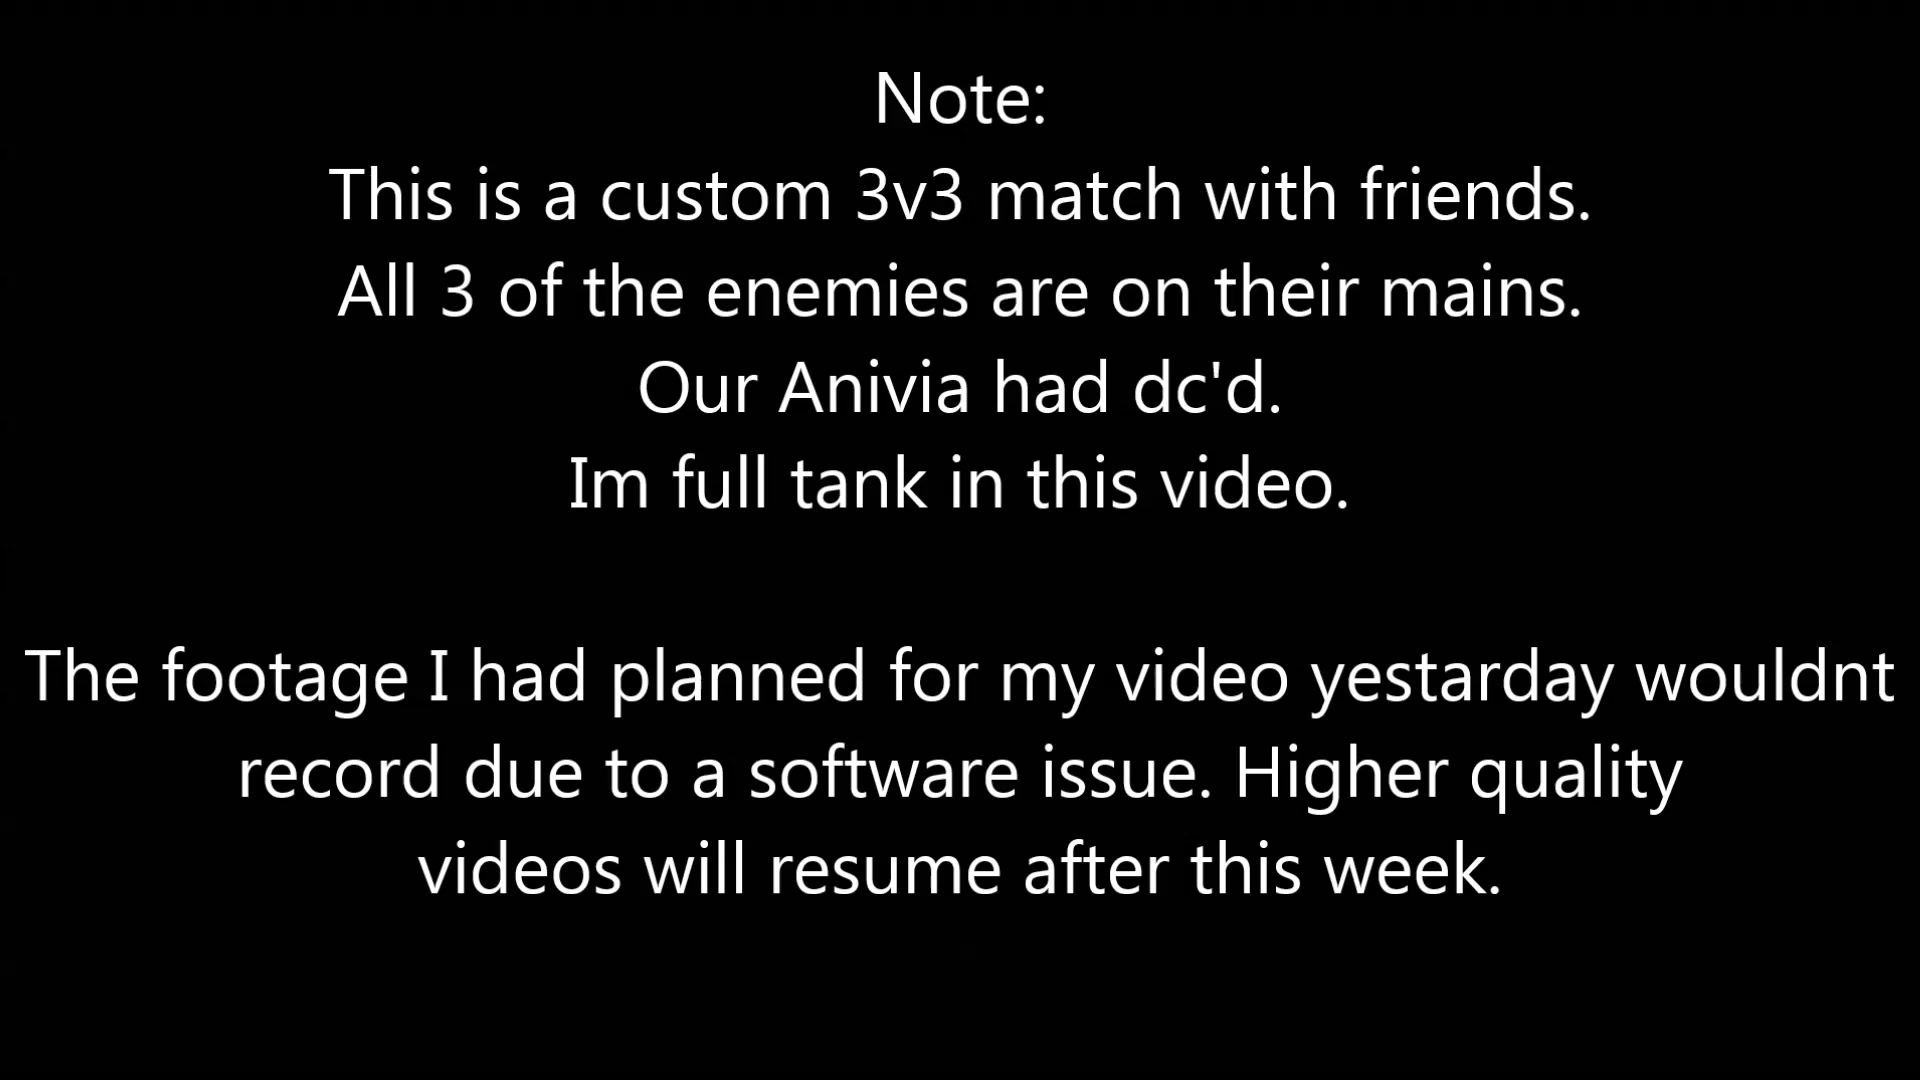 Note:
This is a custom 3v3 match with friends.
All 3 of the enemies are on their mains.
Our Anivia had dc'd.
Im full tank in this video.
The footage I had planned for my video yestarday wouldnt
record due to a software issue. Higher quality
videos will resume after this week.